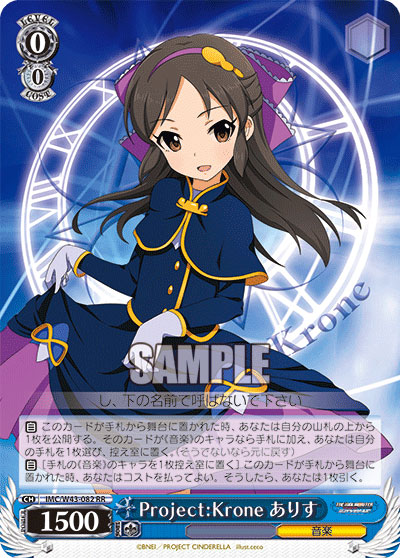 LEVEL
0
0
COST
Krone
SAMPLE
し、下の名前で呼ばないで下さい
自 このカードが手札から舞台に置かれた時、あなたは自分の山札の上から
1枚を公開する。そのカードが《音楽》のキャラなら手札に加え、あなたは自分
の手札を1枚選び、控え室に置く。(そうでないなら元に戻す)
自 [手札の《音楽》のキャラを1枚控え室に置く] このカードが手札から舞台に置
かれた時、あなたはコストを払ってよい。そうしたら、あなたは1枚引く。
CH IMC/W43-082 RR
1500
Project:Krone ありす
THE IDOLM@STER
CINDERELLA GIRLS
音楽
©BNEI / PROJECT CINDERELLA illust.ceco